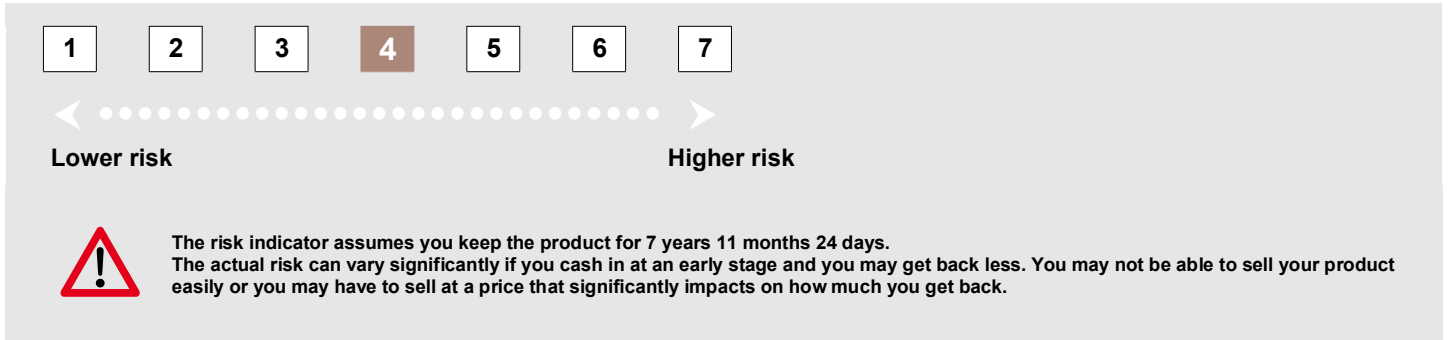 1 2 3 4 5 6 7
Lower risk Higher risk
The risk indicator assumes you keep the product for 7 years 11 months 24 days.
The actual risk can vary significantly if you cash in at an early stage and you may get back less. You may not be able to sell your product
easily or you may have to sell at a price that significantly impacts on how much you get back.